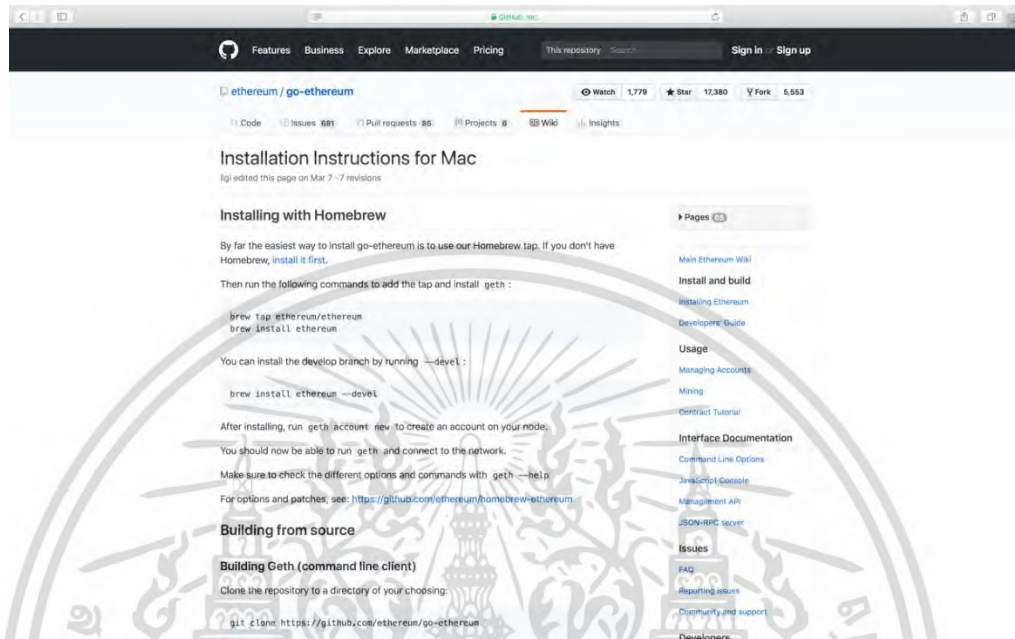 GitHub, Inc.
Features Business Explore Marketplace Pricing This repository Search Sign in or Sign up
ethereum / go-ethereum Watch 1,779 Star 17,380 Fork 5,553
Code Issues 681 Pull requests 85 Projects 6 Wiki Insights
Installation Instructions for Mac
ligi edited this page on Mar 7 · 7 revisions
Installing with Homebrew
By far the easiest way to install go-ethereum is to use our Homebrew tap. If you don't have
Homebrew, install it first.
Then run the following commands to add the tap and install geth :
brew tap ethereum/ethereum
brew install ethereum
You can install the develop branch by running --devel :
brew install ethereum --devel
After installing, run geth account new to create an account on your node.
You should now be able to run geth and connect to the network.
Make sure to check the different options and commands with geth --help
For options and patches, see: https://github.com/ethereum/homebrew-ethereum
Building from source
Building Geth (command line client)
Clone the repository to a directory of your choosing:
git clone https://github.com/ethereum/go-ethereum
Pages
Main Ethereum Wiki
Install and build
Installing Ethereum
Developers' Guide
Usage
Managing Accounts
Mining
Contract Tutorial
Interface Documentation
Command Line Options
JavaScript Console
Management API
JSON-RPC server
Issues
FAQ
Reporting issues
Community and support
Developers